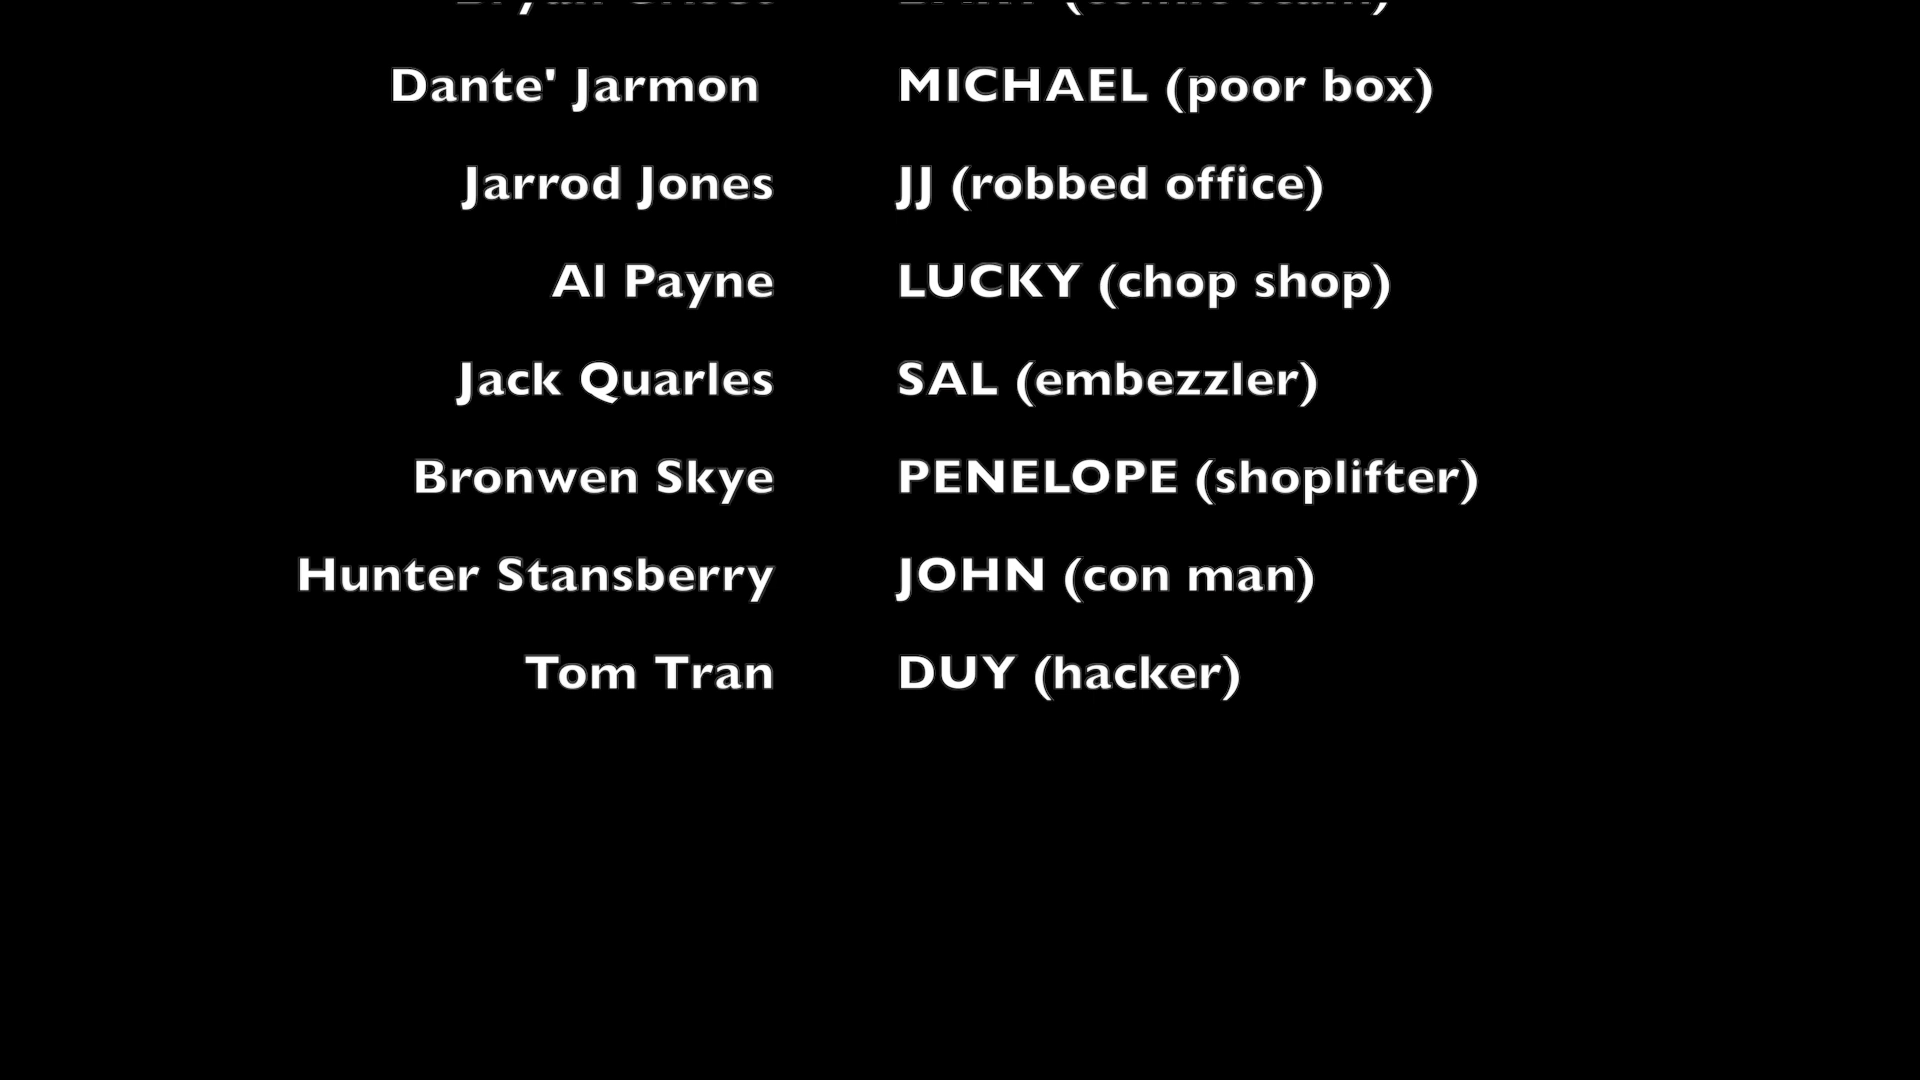 Dante' Jarmon MICHAEL (poor box)
Jarrod Jones JJ (robbed office)
Al Payne LUCKY (chop shop)
Jack Quarles SAL (embezzler)
Bronwen Skye PENELOPE (shoplifter)
Hunter Stansberry JOHN (con man)
Tom Tran DUY (hacker)